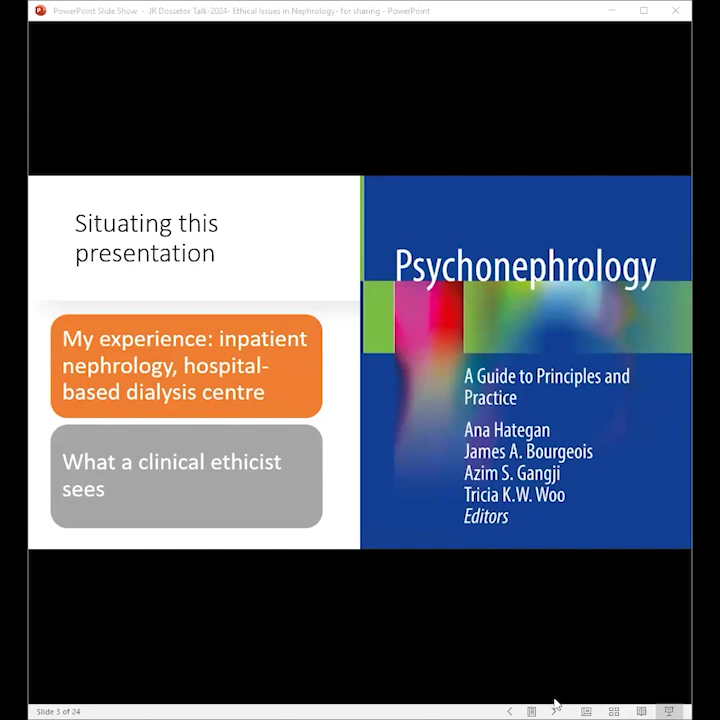 PowerPoint Slide Show - JR Dossetor Talk-2024- Ethical Issues in Nephrology- for sharing - PowerPoint
Situating this
presentation
My experience: inpatient
nephrology, hospital-
based dialysis centre
What a clinical ethicist
sees
Psychonephrology
A Guide to Principles and
Practice
Ana Hategan
James A. Bourgeois
Azim S. Gangji
Tricia K.W. Woo
Editors
Slide 3 of 24